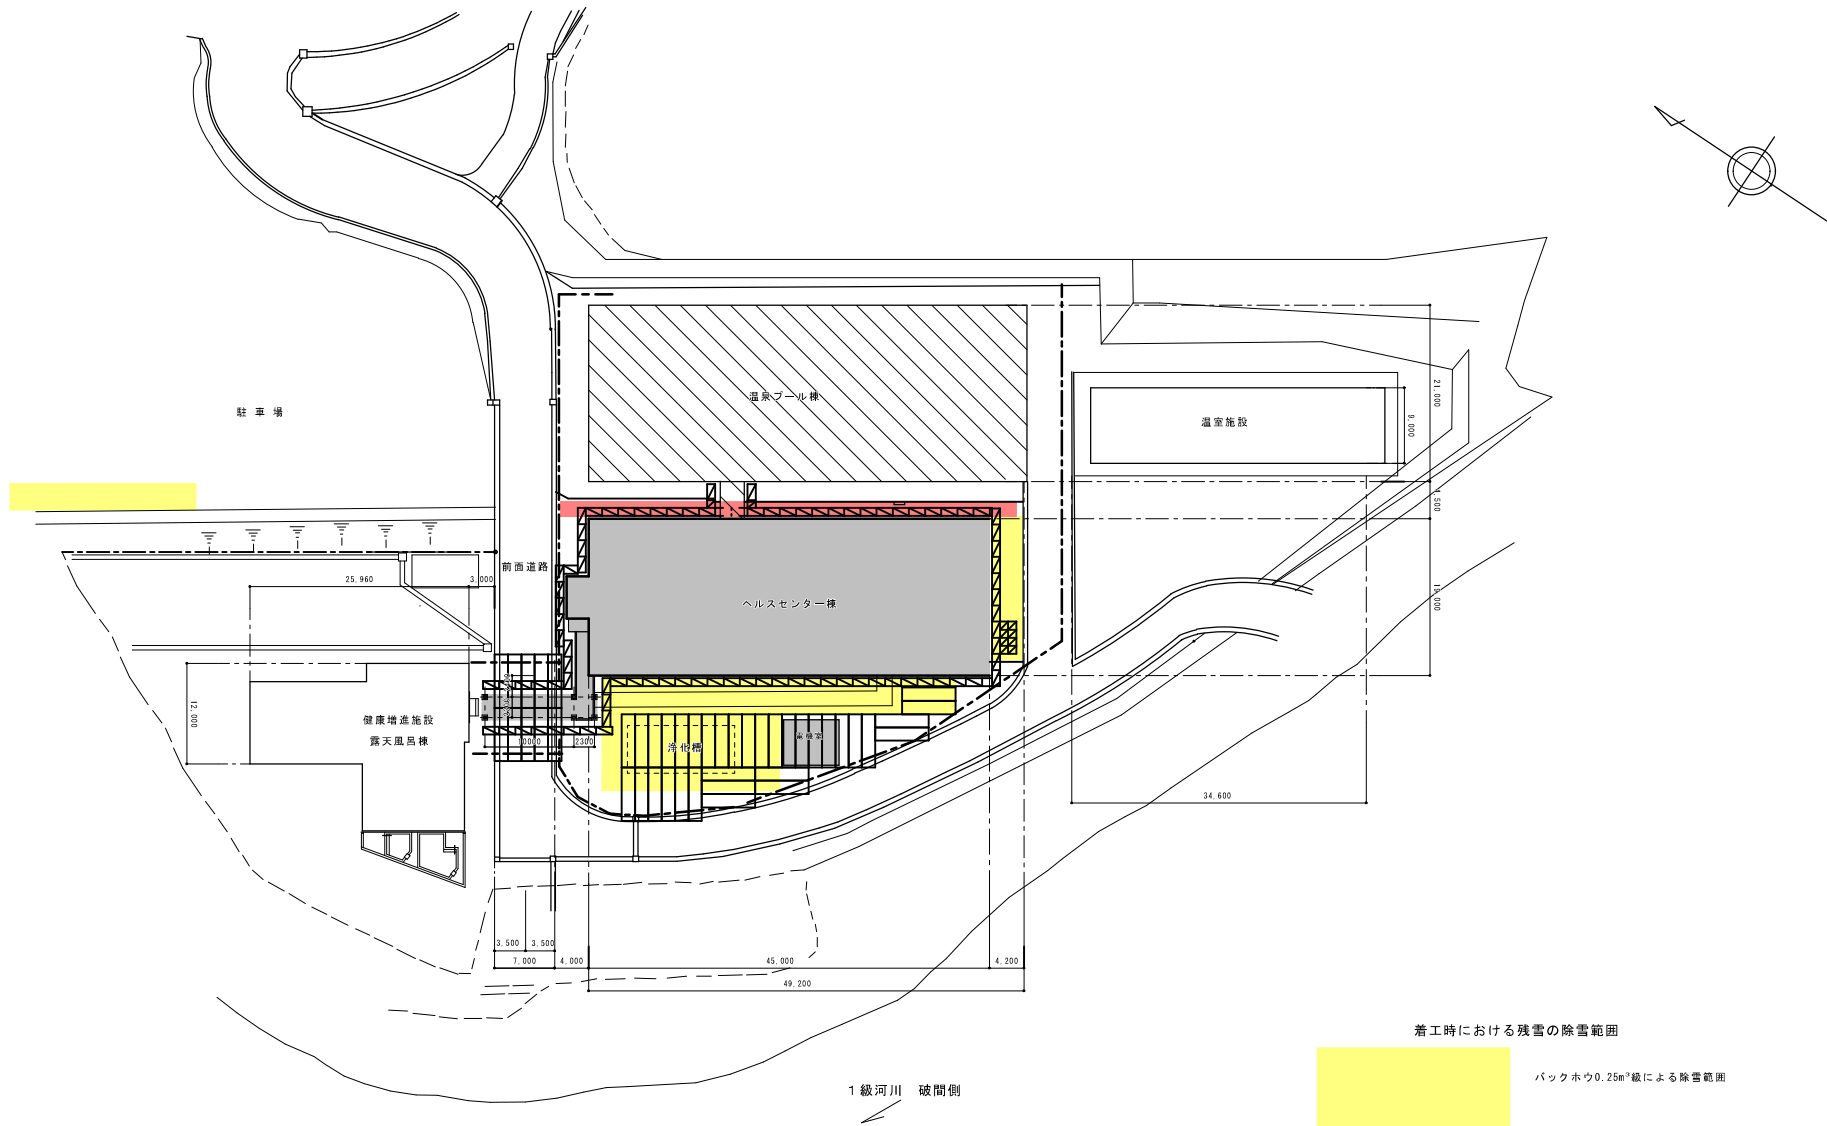 温泉プール棟
21,000
駐 車 場
温室施設
9,000
前面道路
25,960
3,000
ヘルスセンター棟
12,000
健康増進施設
露天風呂棟
浄化槽
電機室
10000
2300
34,600
3,500
3,500
7,000
4,000
45,000
4,200
49,200
着工時における残雪の除雪範囲
バックホウ0.25m³級による除雪範囲
1級河川 破間側